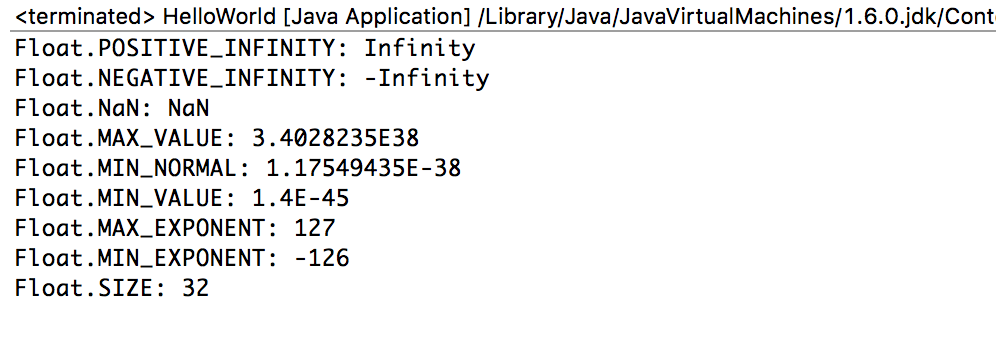 <terminated> HelloWorld [Java Application] /Library/Java/JavaVirtualMachines/1.6.0.jdk/Cont
Float.POSITIVE_INFINITY: Infinity
Float.NEGATIVE_INFINITY: -Infinity
Float.NaN: NaN
Float.MAX_VALUE: 3.4028235E38
Float.MIN_NORMAL: 1.17549435E-38
Float.MIN_VALUE: 1.4E-45
Float.MAX_EXPONENT: 127
Float.MIN_EXPONENT: -126
Float.SIZE: 32